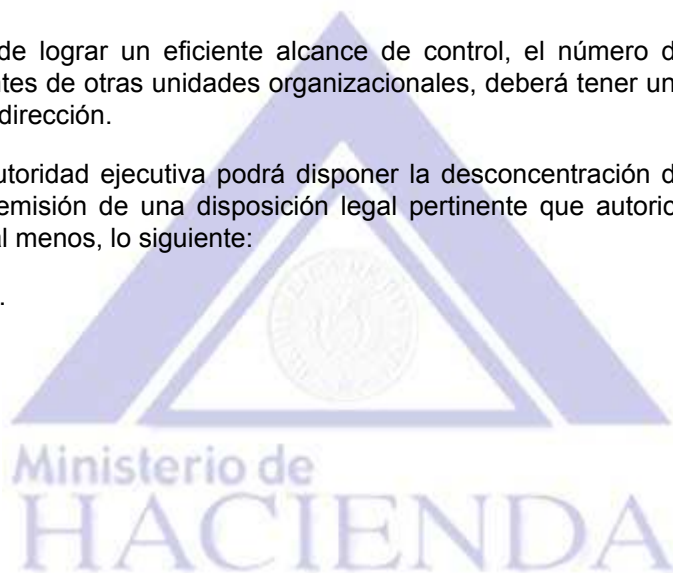 de lograr un eficiente alcance de control, el número d
ntes de otras unidades organizacionales, deberá tener un
dirección.
utoridad ejecutiva podrá disponer la desconcentración d
emisión de una disposición legal pertinente que autoric
al menos, lo siguiente:
.
Ministerio de
HACIENDA